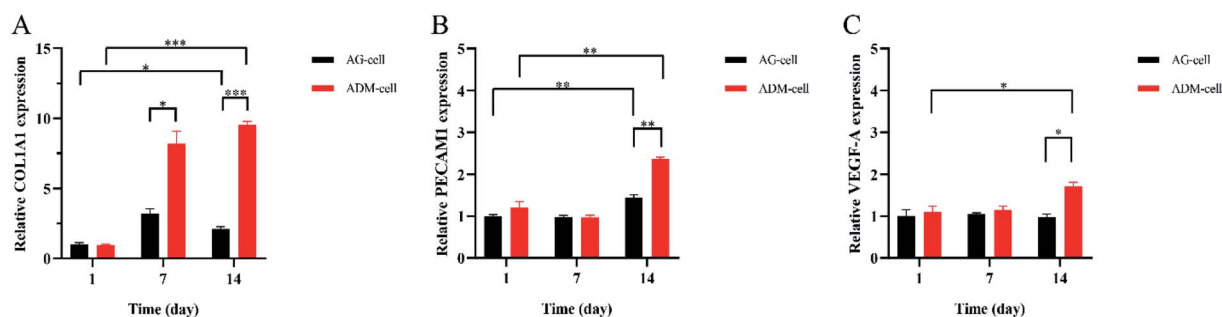 A
Relative COL1A1 expression
15
10
5
0
***
*
*
***
1
7
14
Time (day)
AG-cell
ADM-cell
B
Relative PECAM1 expression
5
4
3
2
1
0
**
**
**
1
7
14
Time (day)
AG-cell
ADM-cell
C
Relative VEGF-A expression
5
4
3
2
1
0
*
*
1
7
14
Time (day)
AG-cell
ADM-cell